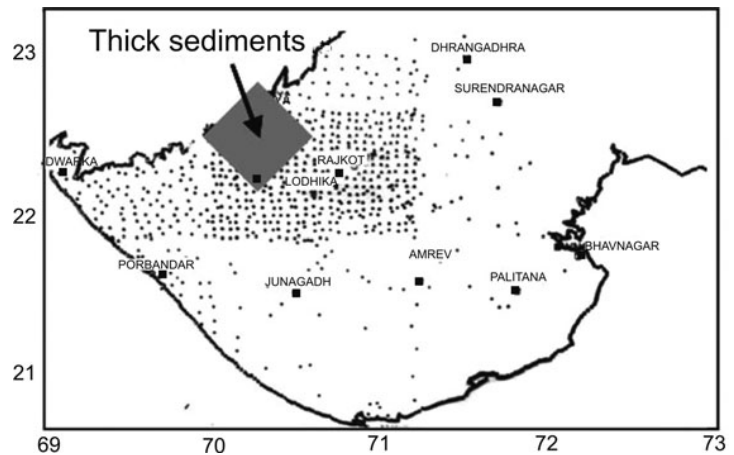 23
Thick sediments
DHRANGADHRA
SURENDRANAGAR
DWARKA
RAJKOT
LODHIKA
22
PORBANDAR
JUNAGADH
AMREV
PALITANA
BHAVNAGAR
21
69 70 71 72 73